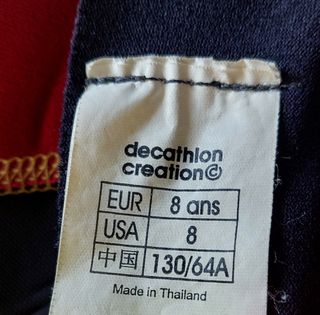 decathlon
creation©
EUR 8 ans
USA 8
中国 130/64A
Made in Thailand